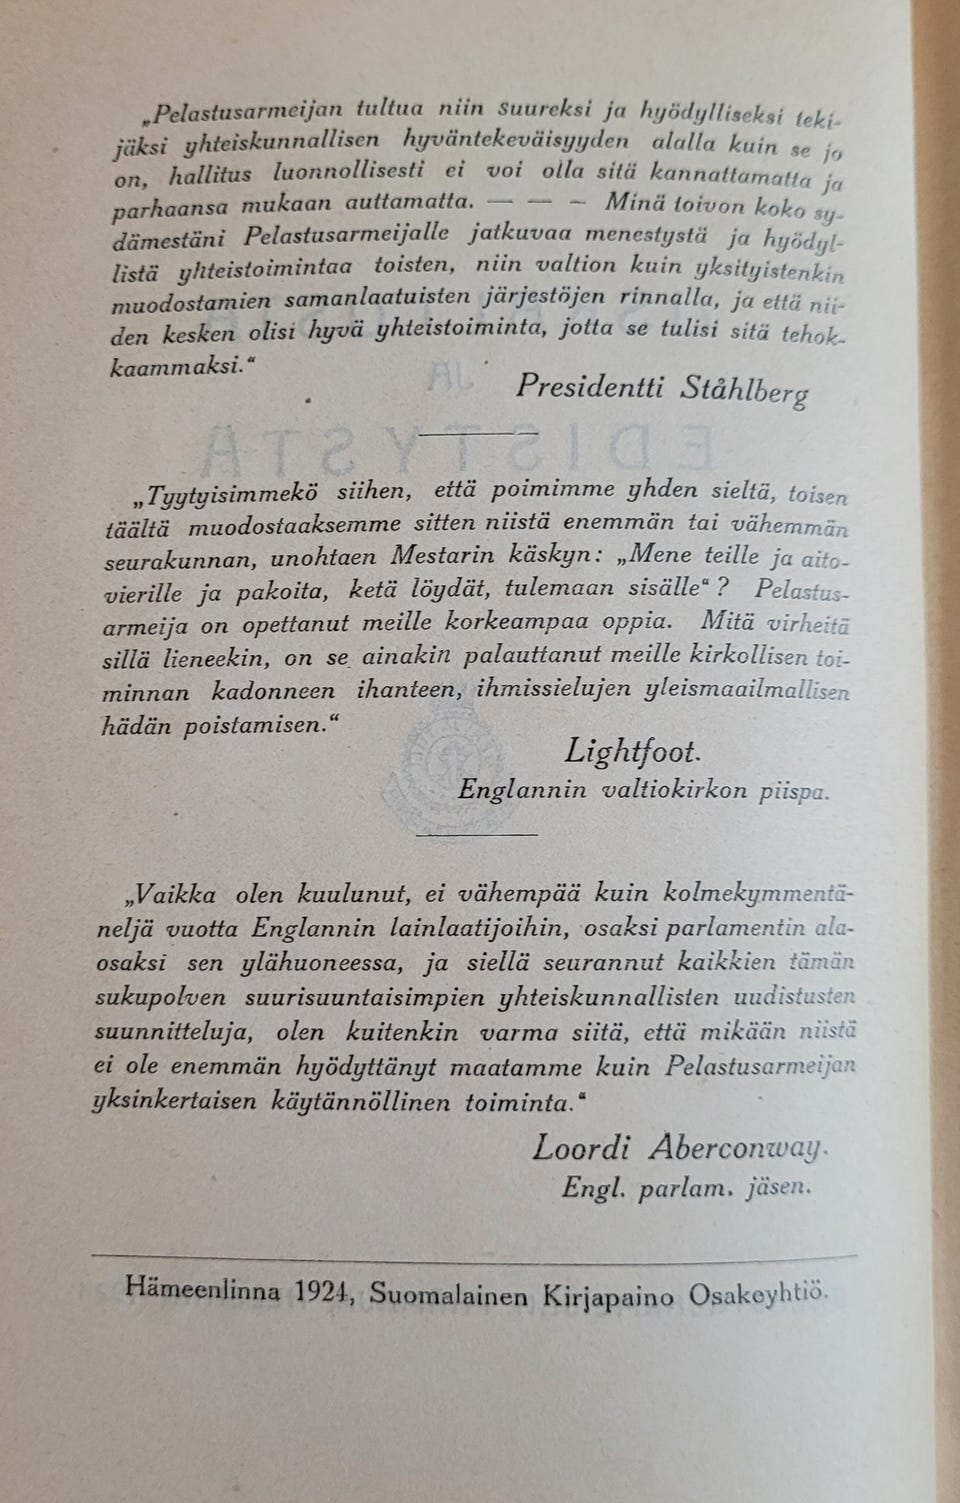 „Pelastusarmeijan tultua niin suureksi ja hyödylliseksi teki-
jäksi yhteiskunnallisen hyväntekeväisyyden alalla kuin se jo
on, hallitus luonnollisesti ei voi olla sitä kannattamatta ja
parhaansa mukaan auttamatta. — — — Minä toivon koko sy-
dämestäni Pelastusarmeijalle jatkuvaa menestystä ja hyödyl-
listä yhteistoimintaa toisten, niin valtion kuin yksityistenkin
muodostamien samanlaatuisten järjestöjen rinnalla, ja että nii-
den kesken olisi hyvä yhteistoiminta, jotta se tulisi sitä tehok-
kaammaksi.“
Presidentti Ståhlberg
„Tyytyisimmekö siihen, että poimimme yhden sieltä, toisen
täältä muodostaaksemme sitten niistä enemmän tai vähemmän
seurakunnan, unohtaen Mestarin käskyn: „Mene teille ja aito-
vierille ja pakoita, ketä löydät, tulemaan sisälle“? Pelastus-
armeija on opettanut meille korkeampaa oppia. Mitä virheitä
sillä lieneekin, on se ainakin palauttanut meille kirkollisen toi-
minnan kadonneen ihanteen, ihmissielujen yleismaailmallisen
hädän poistamisen.“
Lightfoot.
Englannin valtiokirkon piispa.
„Vaikka olen kuulunut, ei vähempää kuin kolmekymmentä-
neljä vuotta Englannin lainlaatijoihin, osaksi parlamentin ala-
osaksi sen ylähuoneessa, ja siellä seurannut kaikkien tämän
sukupolven suurisuuntaisimpien yhteiskunnallisten uudistusten
suunnitteluja, olen kuitenkin varma siitä, että mikään niistä
ei ole enemmän hyödyttänyt maatamme kuin Pelastusarmeijan
yksinkertaisen käytännöllinen toiminta.“
Loordi Aberconway.
Engl. parlam. jäsen.
Hämeenlinna 1924, Suomalainen Kirjapaino Osakeyhtiö.